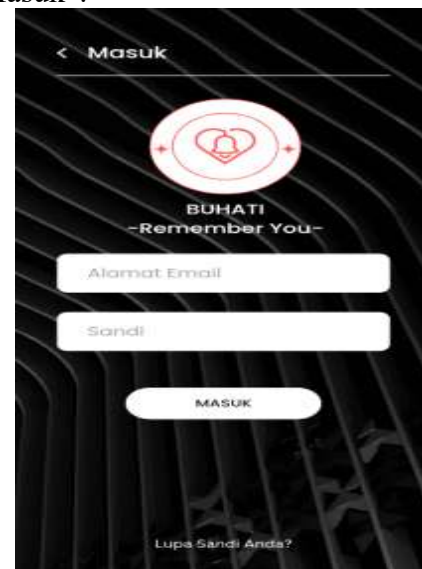 < Masuk
BUHATI
-Remember You-
Alamat Email
Sandi
MASUK
Lupa Sandi Anda?